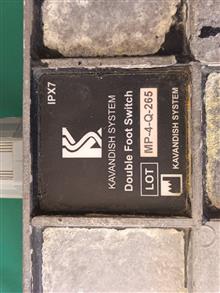 IPX7
KAVANDISH SYSTEM
Double Foot Switch
LOT MP-4-Q-265
KAVANDISH SYSTEM